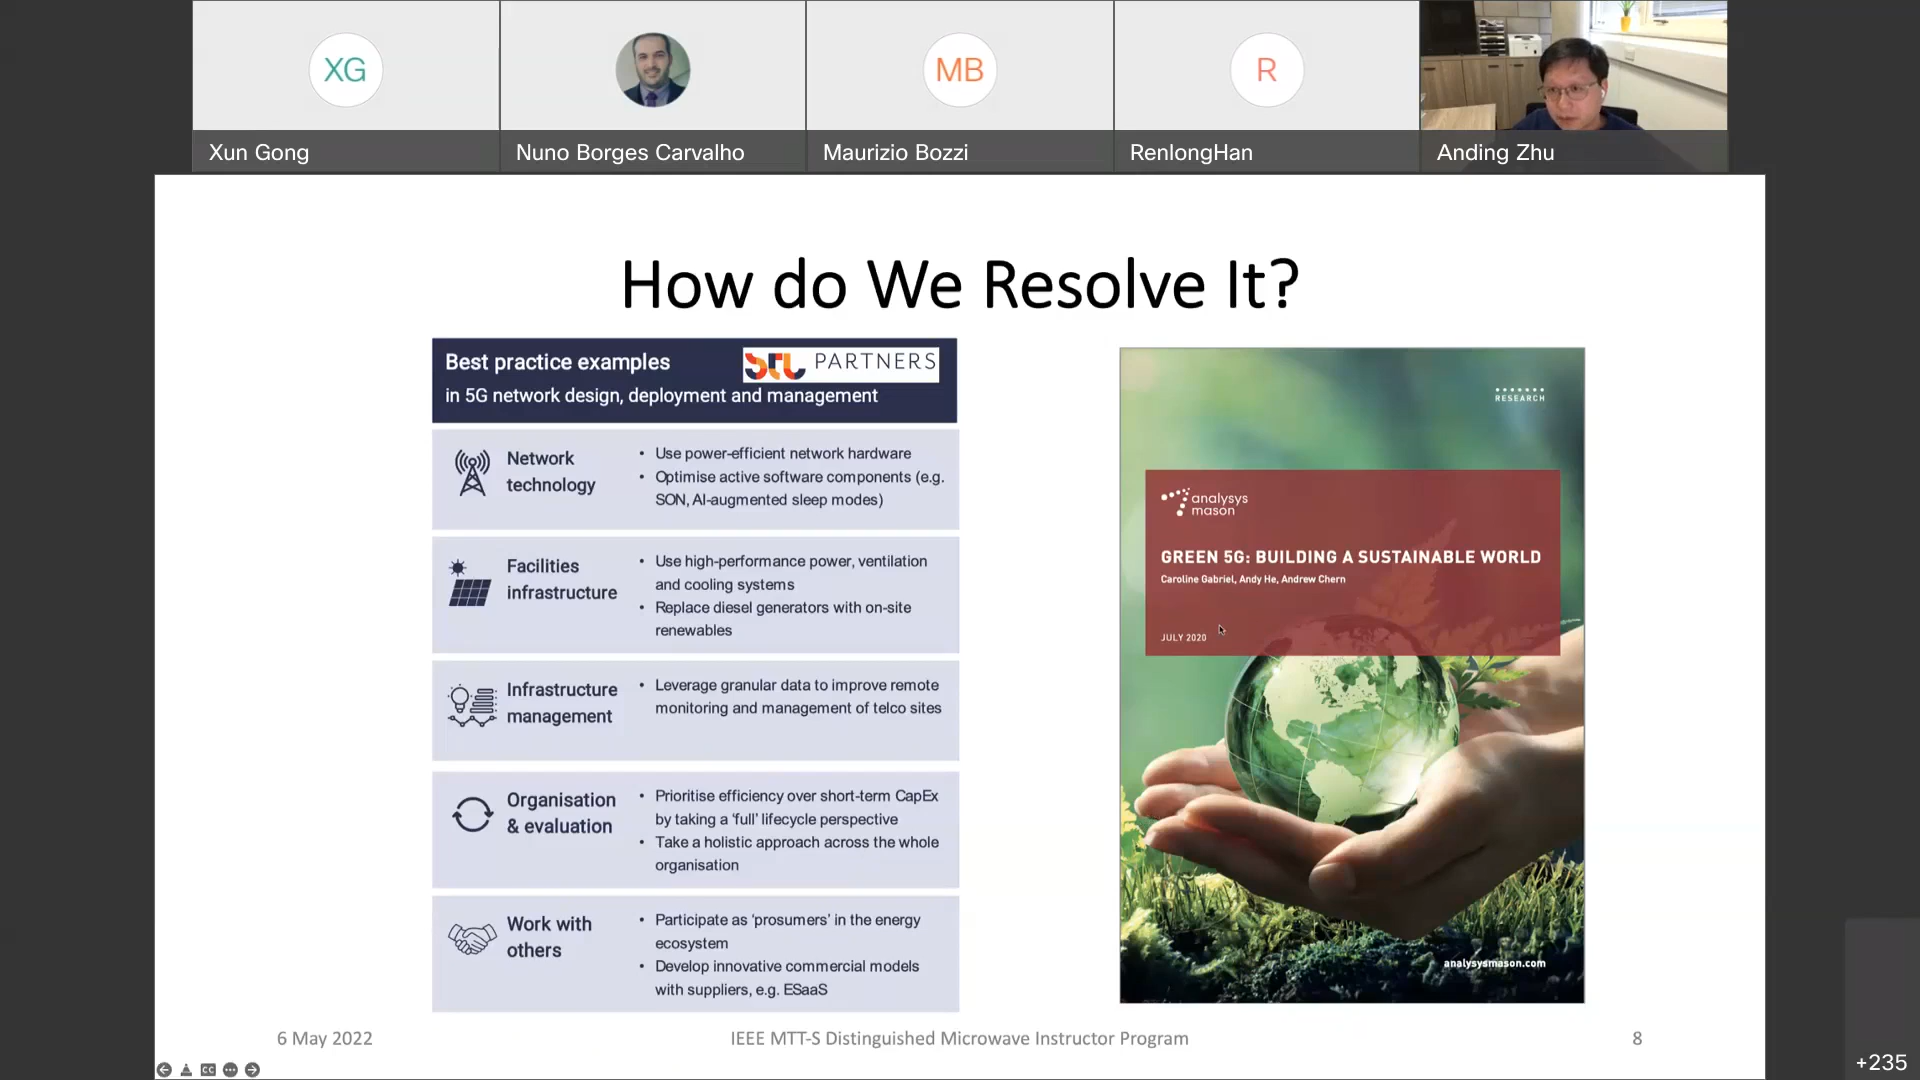 XG
MB
R
Xun Gong
Nuno Borges Carvalho
Maurizio Bozzi
RenlongHan
Anding Zhu
How do We Resolve It?
Best practice examples
STL PARTNERS
in 5G network design, deployment and management
Network
technology
• Use power-efficient network hardware
• Optimise active software components (e.g.
SON, AI-augmented sleep modes)
Facilities
infrastructure
• Use high-performance power, ventilation
and cooling systems
• Replace diesel generators with on-site
renewables
Infrastructure
management
• Leverage granular data to improve remote
monitoring and management of telco sites
Organisation
& evaluation
• Prioritise efficiency over short-term CapEx
by taking a ‘full’ lifecycle perspective
• Take a holistic approach across the whole
organisation
Work with
others
• Participate as ‘prosumers’ in the energy
ecosystem
• Develop innovative commercial models
with suppliers, e.g. ESaaS
RESEARCH
analysys
mason
GREEN 5G: BUILDING A SUSTAINABLE WORLD
Caroline Gabriel, Andy He, Andrew Chern
JULY 2020
analysysmason.com
6 May 2022
IEEE MTT-S Distinguished Microwave Instructor Program
8
CC
+235